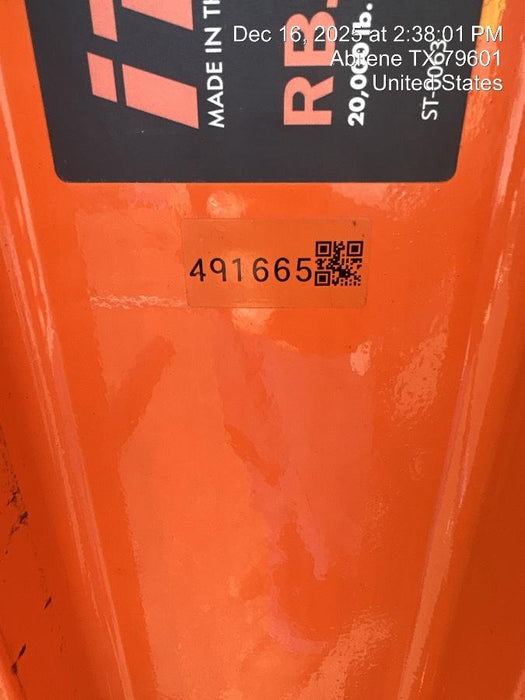 Dec 16, 2025 at 2:38:01 PM
Abilene TX 79601
United States
MADE IN TH
RB-
20,000 lb.
491665